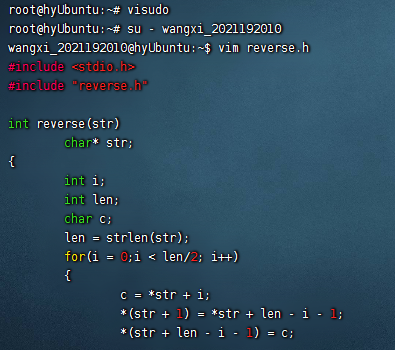 root@hyUbuntu:~# visudo
root@hyUbuntu:~# su - wangxi_2021192010
wangxi_2021192010@hyUbuntu:~$ vim reverse.h
#include <stdio.h>
#include "reverse.h"
int reverse(str)
char* str;
{
int i;
int len;
char c;
len = strlen(str);
for(i = 0;i < len/2; i++)
{
c = *str + i;
*(str + 1) = *str + len - i - 1;
*(str + len - i - 1) = c;